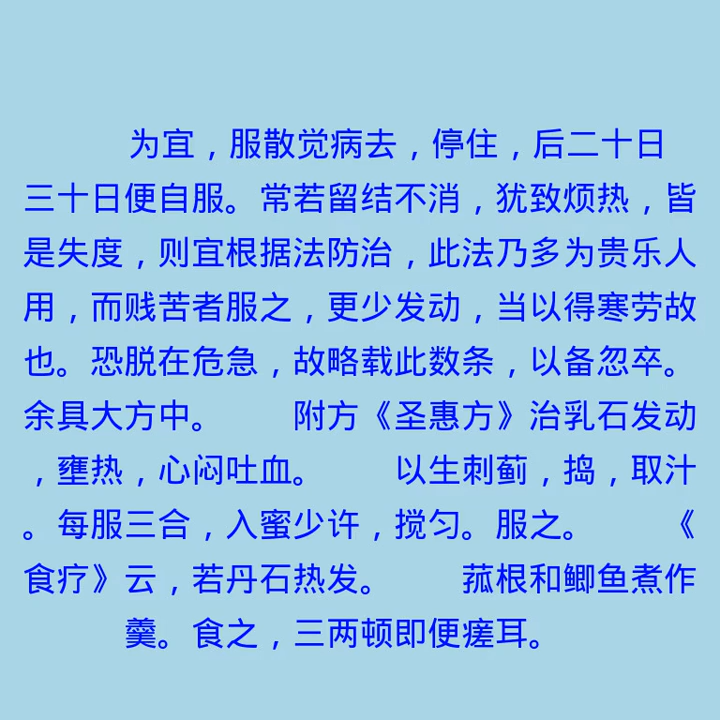 为宜，服散觉病去，停住，后二十日
三十日便自服。常若留结不消，犹致烦热，皆
是失度，则宜根据法防治，此法乃多为贵乐人
用，而贱苦者服之，更少发动，当以得寒劳故
也。恐脱在危急，故略载此数条，以备忽卒。
余具大方中。　　附方《圣惠方》治乳石发动
，壅热，心闷吐血。　　以生刺蓟，捣，取汁
。每服三合，入蜜少许，搅匀。服之。　　《
食疗》云，若丹石热发。　　菰根和鲫鱼煮作
羹。食之，三两顿即便瘥耳。